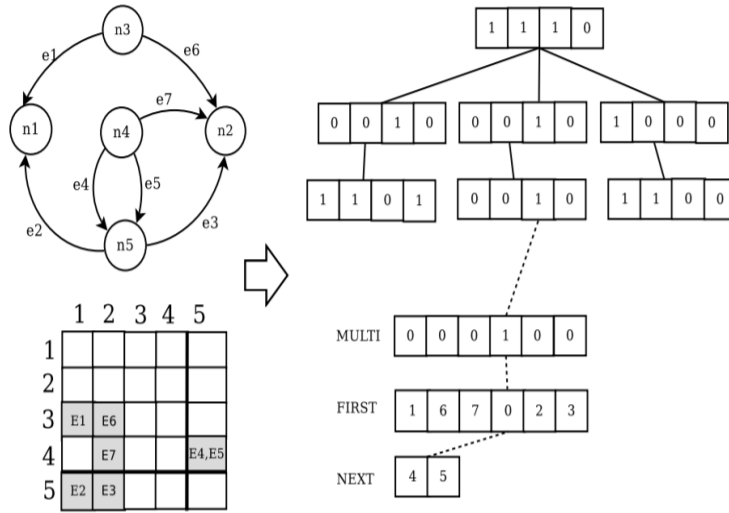 n3
e1
e6
e7
n1
n4
n2
e4
e5
e2
e3
n5
1 2 3 4 5
1
2
3 E1 E6
4 E7 E4,E5
5 E2 E3
1 1 1 0
0 0 1 0 0 0 1 0 1 0 0 0
1 1 0 1 0 0 1 0 1 1 0 0
MULTI 0 0 0 1 0 0
FIRST 1 6 7 0 2 3
NEXT 4 5